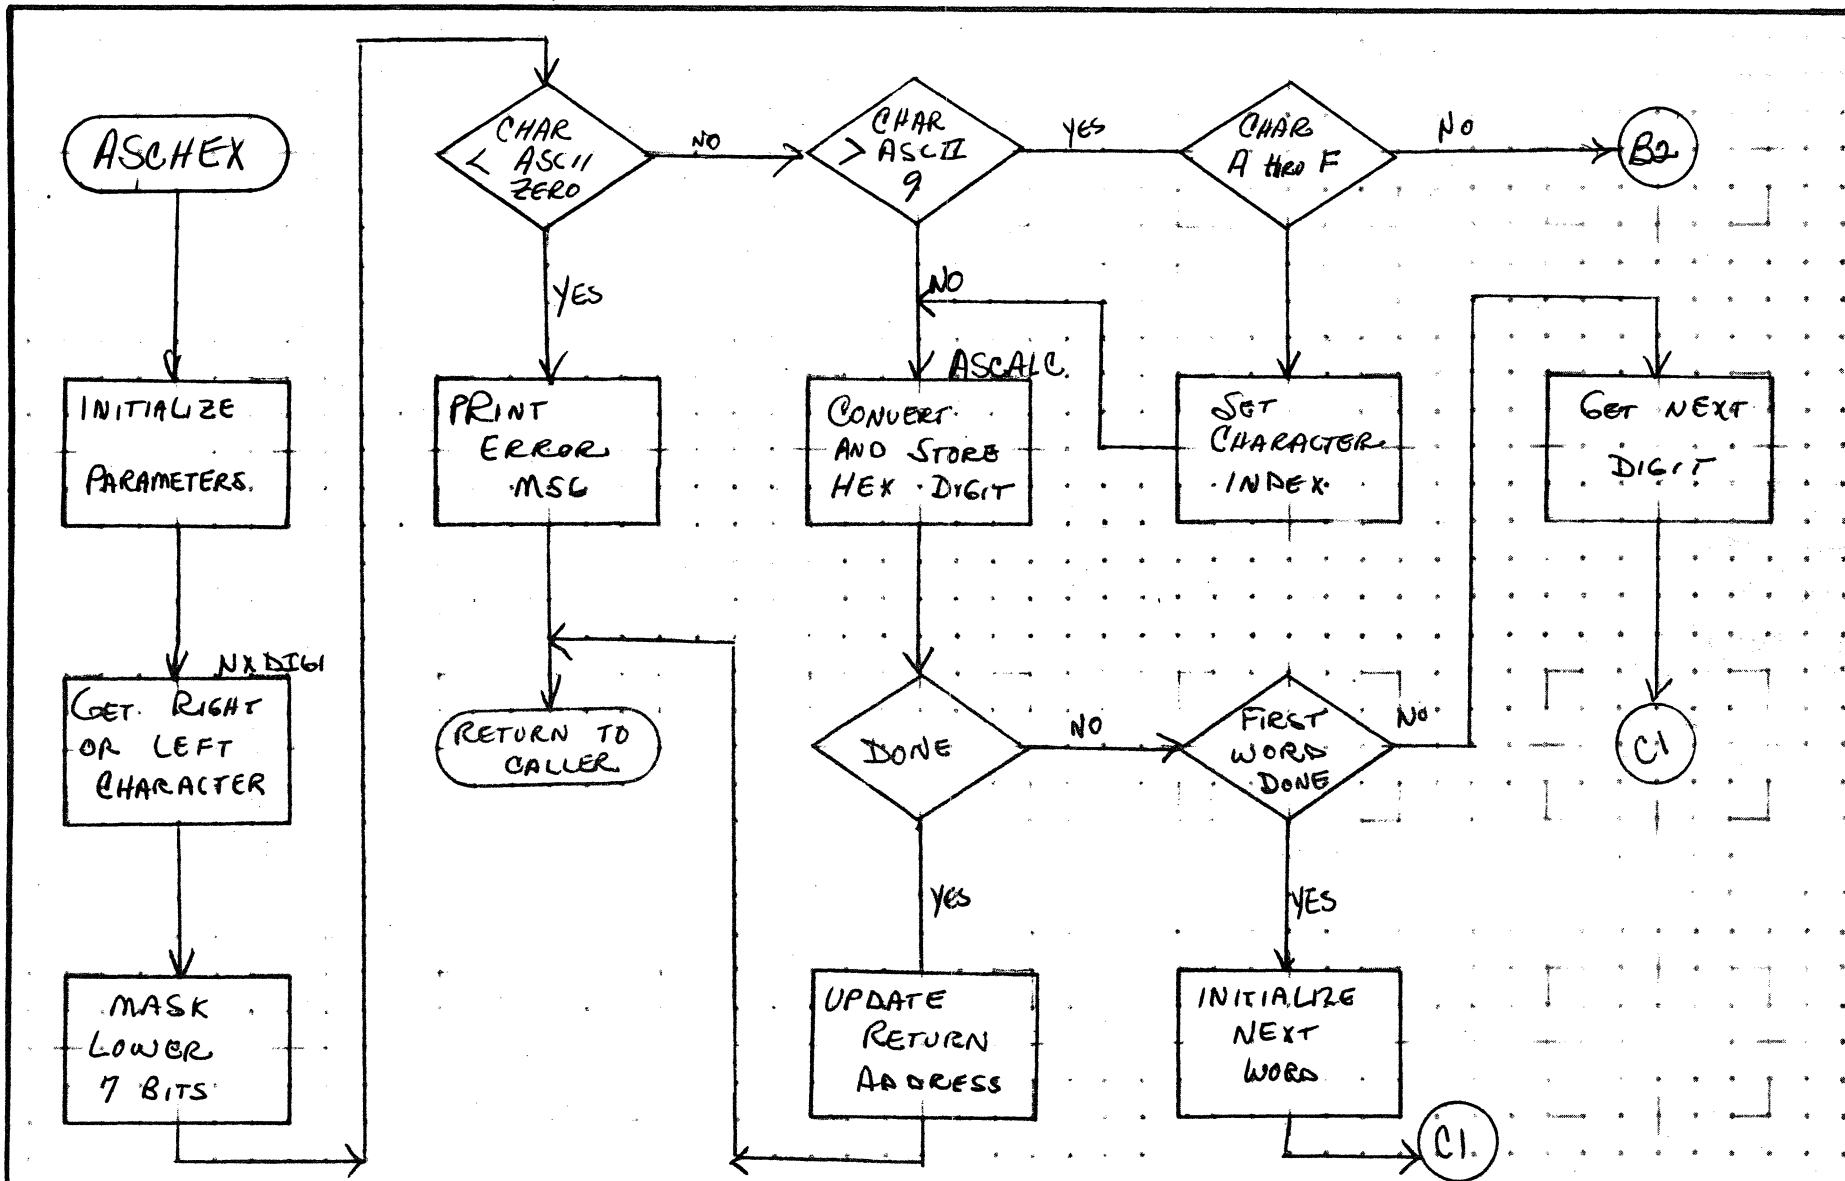 ASCHEX
INITIALIZE
PARAMETERS.
NXDIG1
GET RIGHT
OR LEFT
CHARACTER
MASK
LOWER
7 BITS
CHAR
< ASCII
ZERO
NO
YES
PRINT
ERROR
MSG
RETURN TO
CALLER
CHAR
> ASCII
9
YES
NO
ASCALC.
CONVERT
AND STORE
HEX DIGIT
DONE
NO
YES
UPDATE
RETURN
ADDRESS
CHAR
A THRO F
NO
SET
CHARACTER
INDEX
FIRST
WORD
DONE
NO
YES
INITIALIZE
NEXT
WORD
C1
B2
GET NEXT
DIGIT
C1